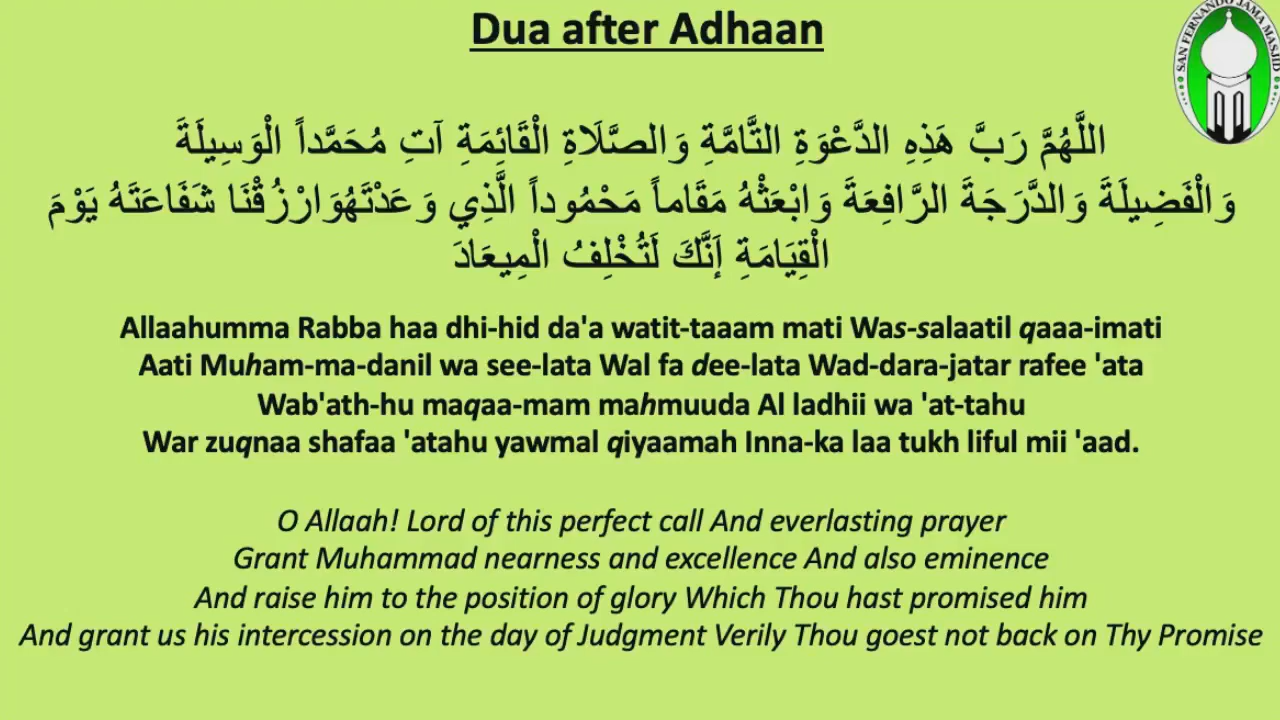 Dua after Adhaan
SAN FERNANDO JAMA MASJID
اللَّهُمَّ رَبَّ هَذِهِ الدَّعْوَةِ التَّامَّةِ وَالصَّلَاةِ الْقَائِمَةِ آتِ مُحَمَّداً الْوَسِيلَةَ
وَالْفَضِيلَةَ وَالدَّرَجَةَ الرَّافِعَةَ وَابْعَثْهُ مَقَاماً مَحْمُوداً الَّذِي وَعَدْتَهُوَارْزُقْنَا شَفَاعَتَهُ يَوْمَ
الْقِيَامَةِ إَنَّكَ لَتُخْلِفُ الْمِيعَادَ
Allaahumma Rabba haa dhi-hid da'a watit-taaam mati Was-salaatil qaaa-imati
Aati Muham-ma-danil wa see-lata Wal fa dee-lata Wad-dara-jatar rafee 'ata
Wab'ath-hu maqaa-mam mahmuuda Al ladhii wa 'at-tahu
War zuqnaa shafaa 'atahu yawmal qiyaamah Inna-ka laa tukh liful mii 'aad.
O Allaah! Lord of this perfect call And everlasting prayer
Grant Muhammad nearness and excellence And also eminence
And raise him to the position of glory Which Thou hast promised him
And grant us his intercession on the day of Judgment Verily Thou goest not back on Thy Promise